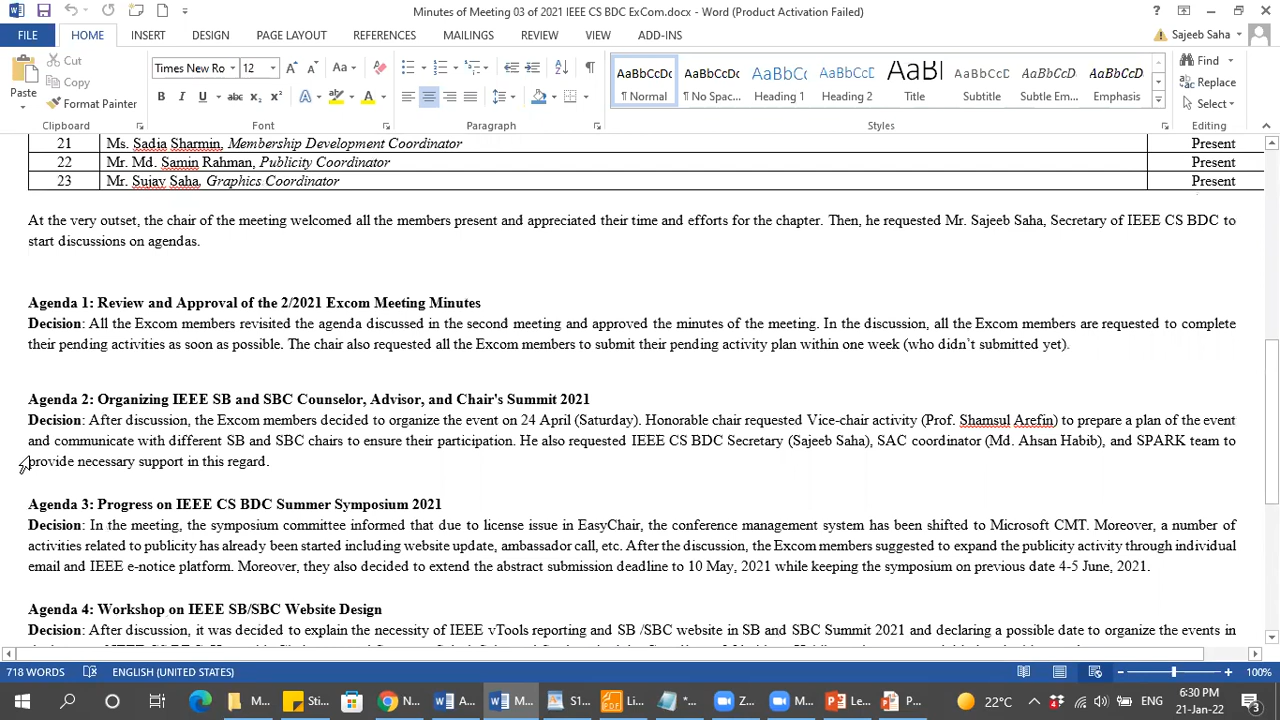 Minutes of Meeting 03 of 2021 IEEE CS BDC ExCom.docx - Word (Product Activation Failed)
FILE HOME INSERT DESIGN PAGE LAYOUT REFERENCES MAILINGS REVIEW VIEW ADD-INS Sajeeb Saha
Cut
Copy
Format Painter
Paste
Clipboard
Times New Ro 12
Font
Paragraph
AaBbCcDc AaBbCcDc AaBbCc AaBbCcD AaBl AaBbCcD AaBbCcD.
¶ Normal ¶ No Spac... Heading 1 Heading 2 Title Subtitle Subtle Em... Emphasis
Styles
Find
Replace
Select
Editing
21 Ms. Sadia Sharmin, Membership Development Coordinator Present
22 Mr. Md. Samin Rahman, Publicity Coordinator Present
23 Mr. Sujay Saha, Graphics Coordinator Present
At the very outset, the chair of the meeting welcomed all the members present and appreciated their time and efforts for the chapter. Then, he requested Mr. Sajeeb Saha, Secretary of IEEE CS BDC to
start discussions on agendas.
Agenda 1: Review and Approval of the 2/2021 Excom Meeting Minutes
Decision: All the Excom members revisited the agenda discussed in the second meeting and approved the minutes of the meeting. In the discussion, all the Excom members are requested to complete
their pending activities as soon as possible. The chair also requested all the Excom members to submit their pending activity plan within one week (who didn't submitted yet).
Agenda 2: Organizing IEEE SB and SBC Counselor, Advisor, and Chair's Summit 2021
Decision: After discussion, the Excom members decided to organize the event on 24 April (Saturday). Honorable chair requested Vice-chair activity (Prof. Shamsul Arefin) to prepare a plan of the event
and communicate with different SB and SBC chairs to ensure their participation. He also requested IEEE CS BDC Secretary (Sajeeb Saha), SAC coordinator (Md. Ahsan Habib), and SPARK team to
provide necessary support in this regard.
Agenda 3: Progress on IEEE CS BDC Summer Symposium 2021
Decision: In the meeting, the symposium committee informed that due to license issue in EasyChair, the conference management system has been shifted to Microsoft CMT. Moreover, a number of
activities related to publicity has already been started including website update, ambassador call, etc. After the discussion, the Excom members suggested to expand the publicity activity through individual
email and IEEE e-notice platform. Moreover, they also decided to extend the abstract submission deadline to 10 May, 2021 while keeping the symposium on previous date 4-5 June, 2021.
Agenda 4: Workshop on IEEE SB/SBC Website Design
Decision: After discussion, it was decided to explain the necessity of IEEE vTools reporting and SB /SBC website in SB and SBC Summit 2021 and declaring a possible date to organize the events in
718 WORDS ENGLISH (UNITED STATES) 100%
M... Sti... N... A... M... S1... Li... *... Z... M... Le... P... 22°C ENG 6:30 PM
21-Jan-22
3